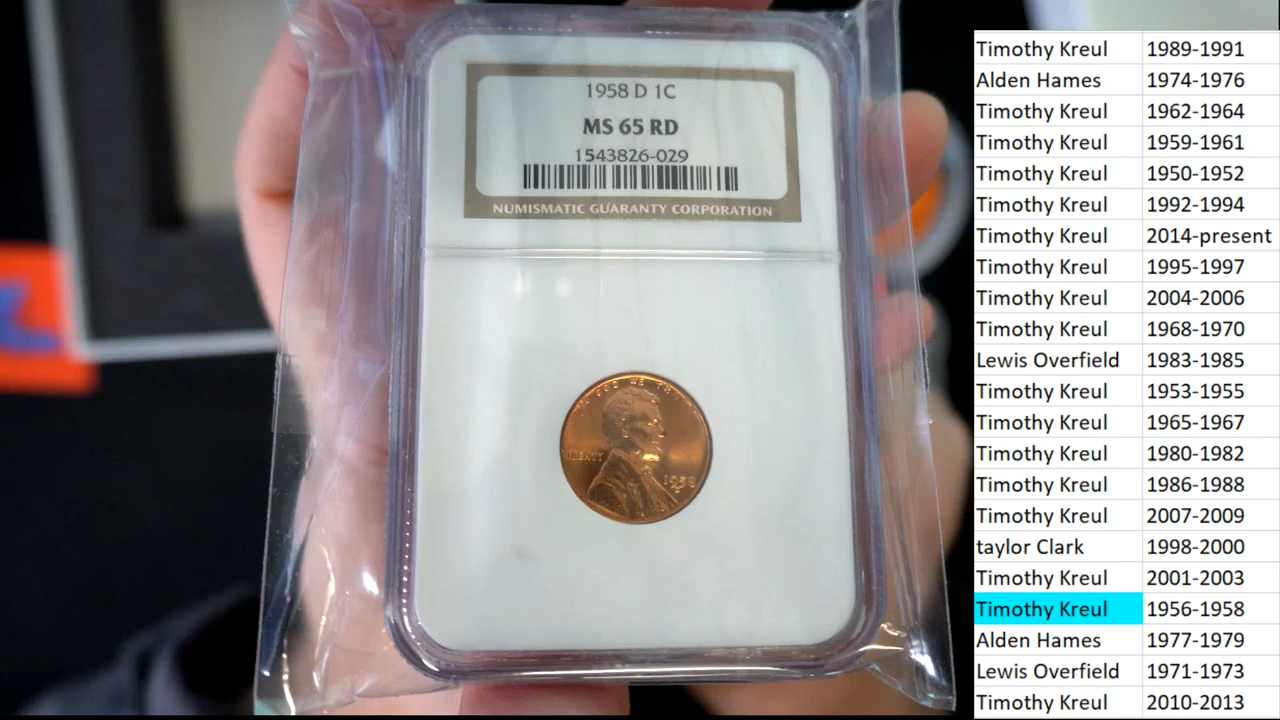 1958 D 1C
MS 65 RD
1543826-029
NUMISMATIC GUARANTY CORPORATION
LIBERTY
1958
D
Timothy Kreul 1989-1991
Alden Hames 1974-1976
Timothy Kreul 1962-1964
Timothy Kreul 1959-1961
Timothy Kreul 1950-1952
Timothy Kreul 1992-1994
Timothy Kreul 2014-present
Timothy Kreul 1995-1997
Timothy Kreul 2004-2006
Timothy Kreul 1968-1970
Lewis Overfield 1983-1985
Timothy Kreul 1953-1955
Timothy Kreul 1965-1967
Timothy Kreul 1980-1982
Timothy Kreul 1986-1988
Timothy Kreul 2007-2009
taylor Clark 1998-2000
Timothy Kreul 2001-2003
Timothy Kreul 1956-1958
Alden Hames 1977-1979
Lewis Overfield 1971-1973
Timothy Kreul 2010-2013